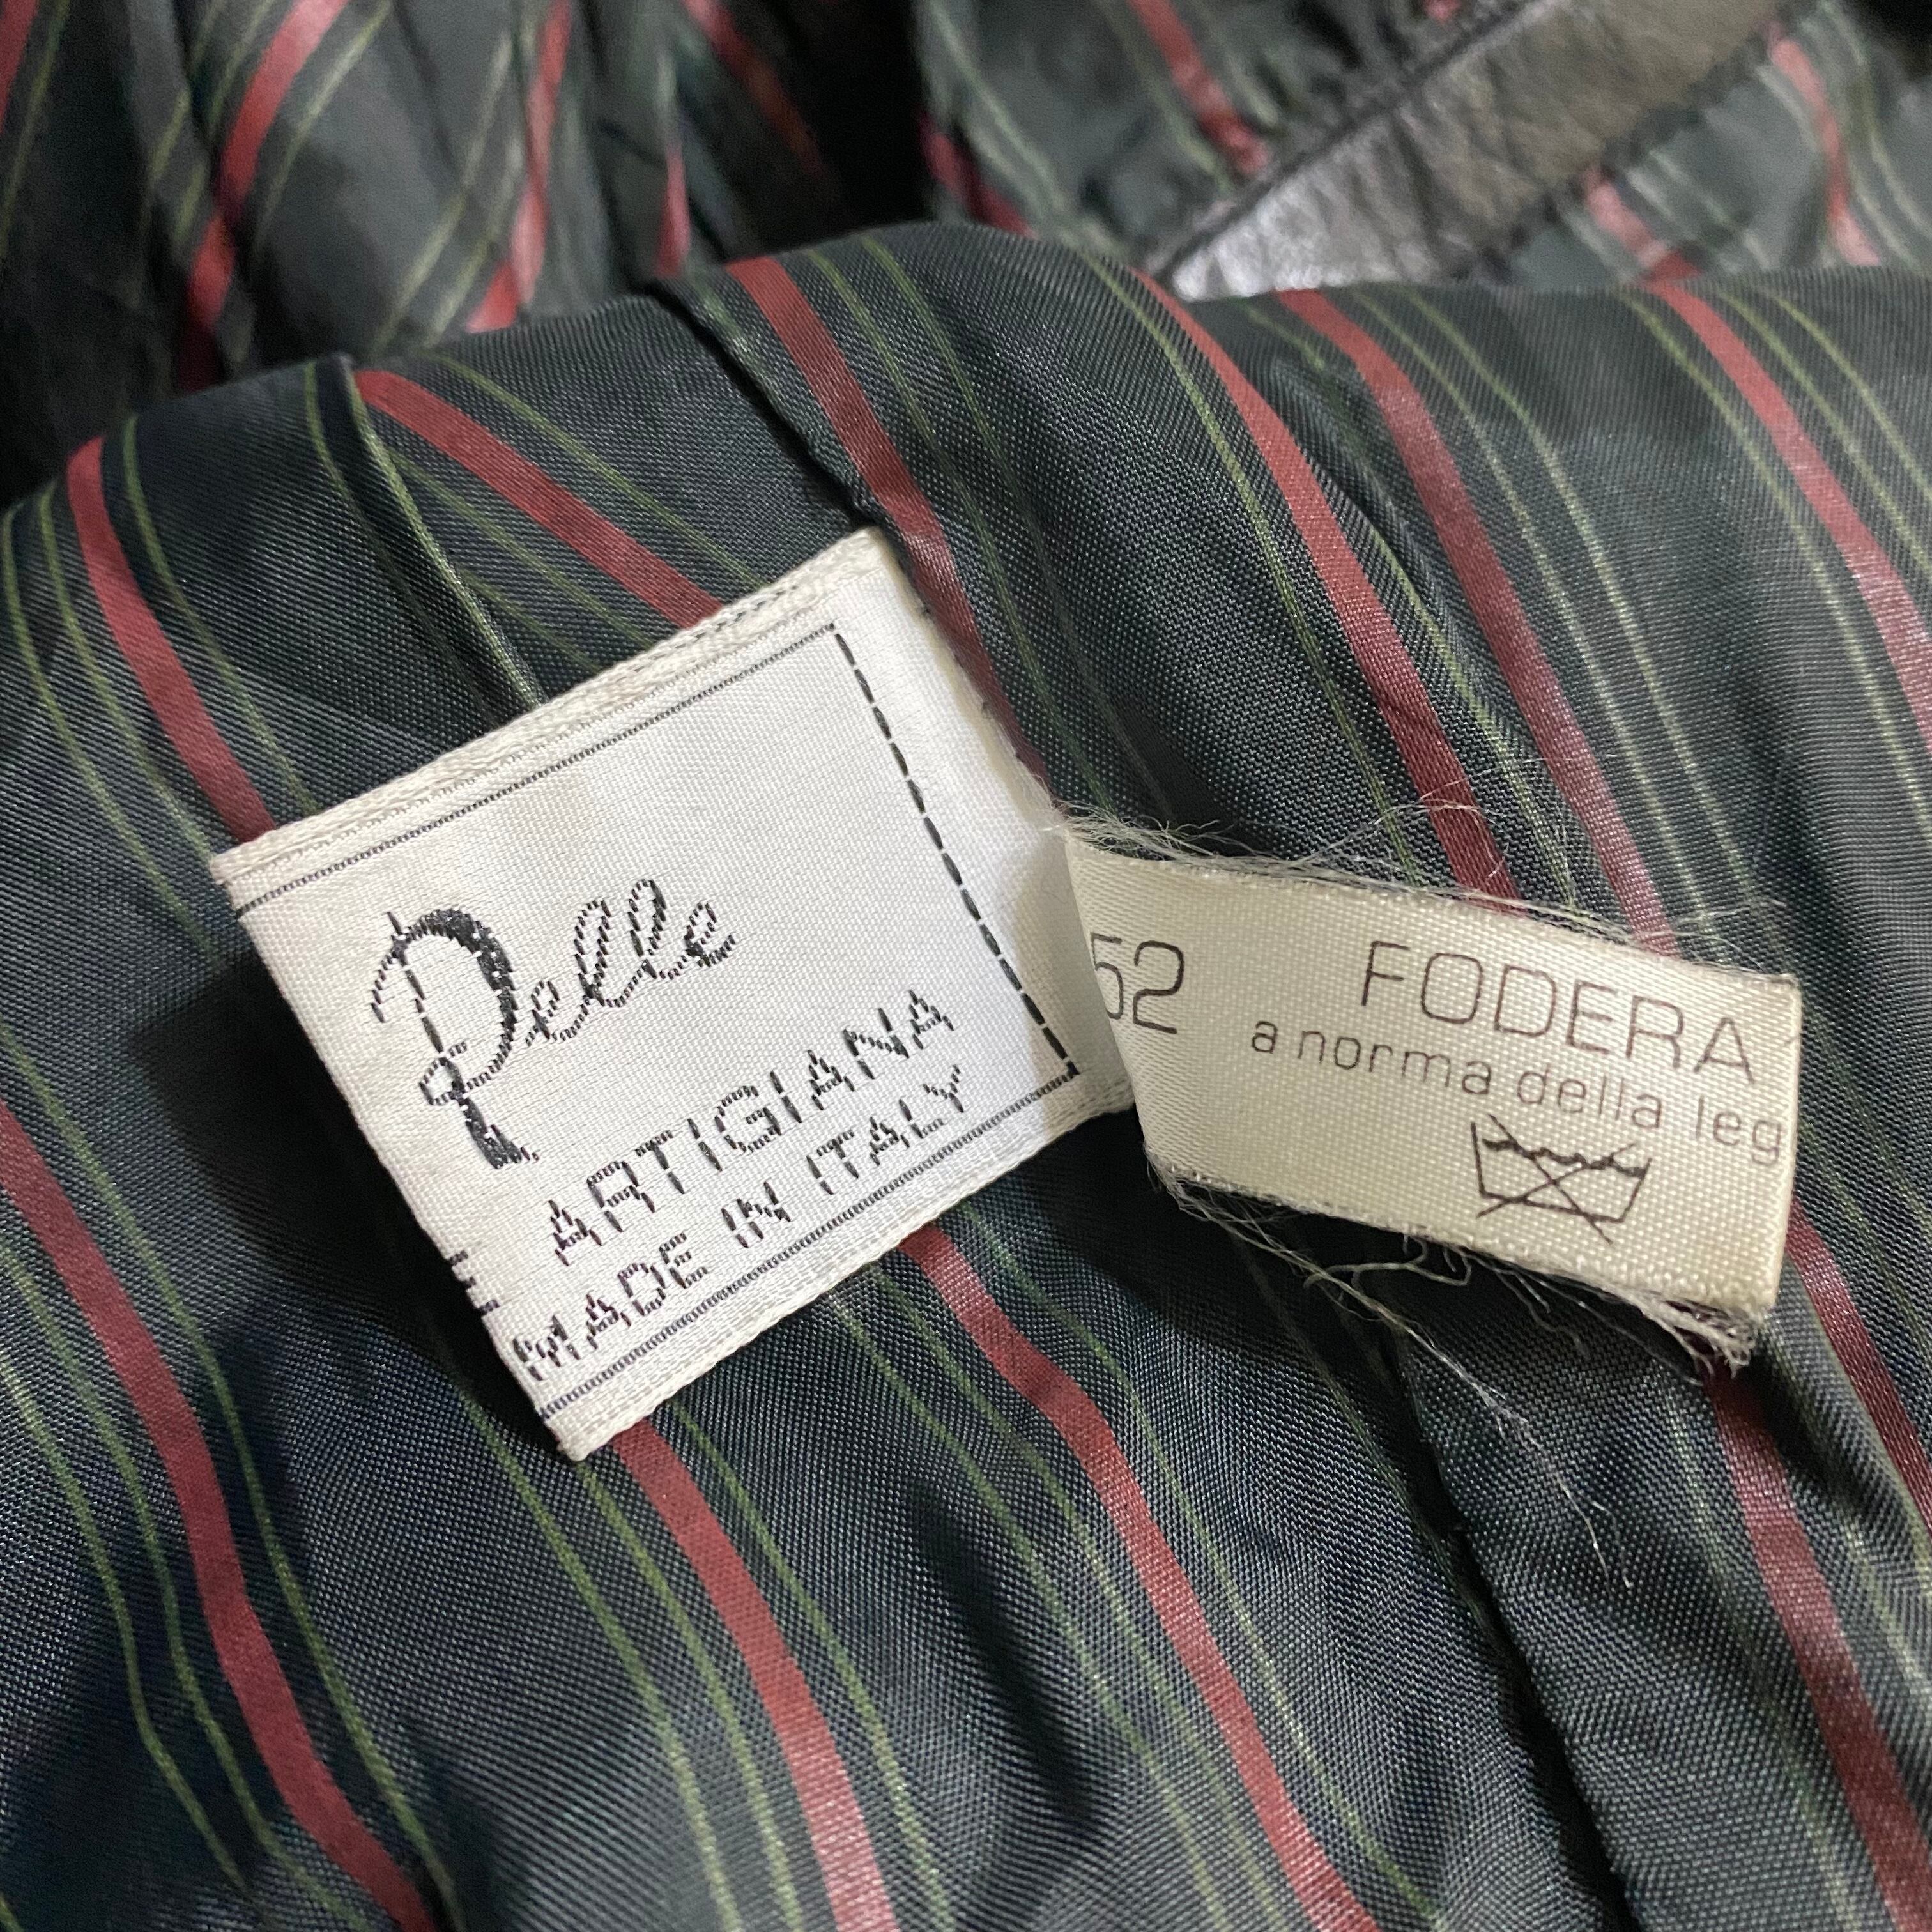 Pelle
ARTIGIANA
E MADE IN ITALY
52 FODERA
a norma della leg